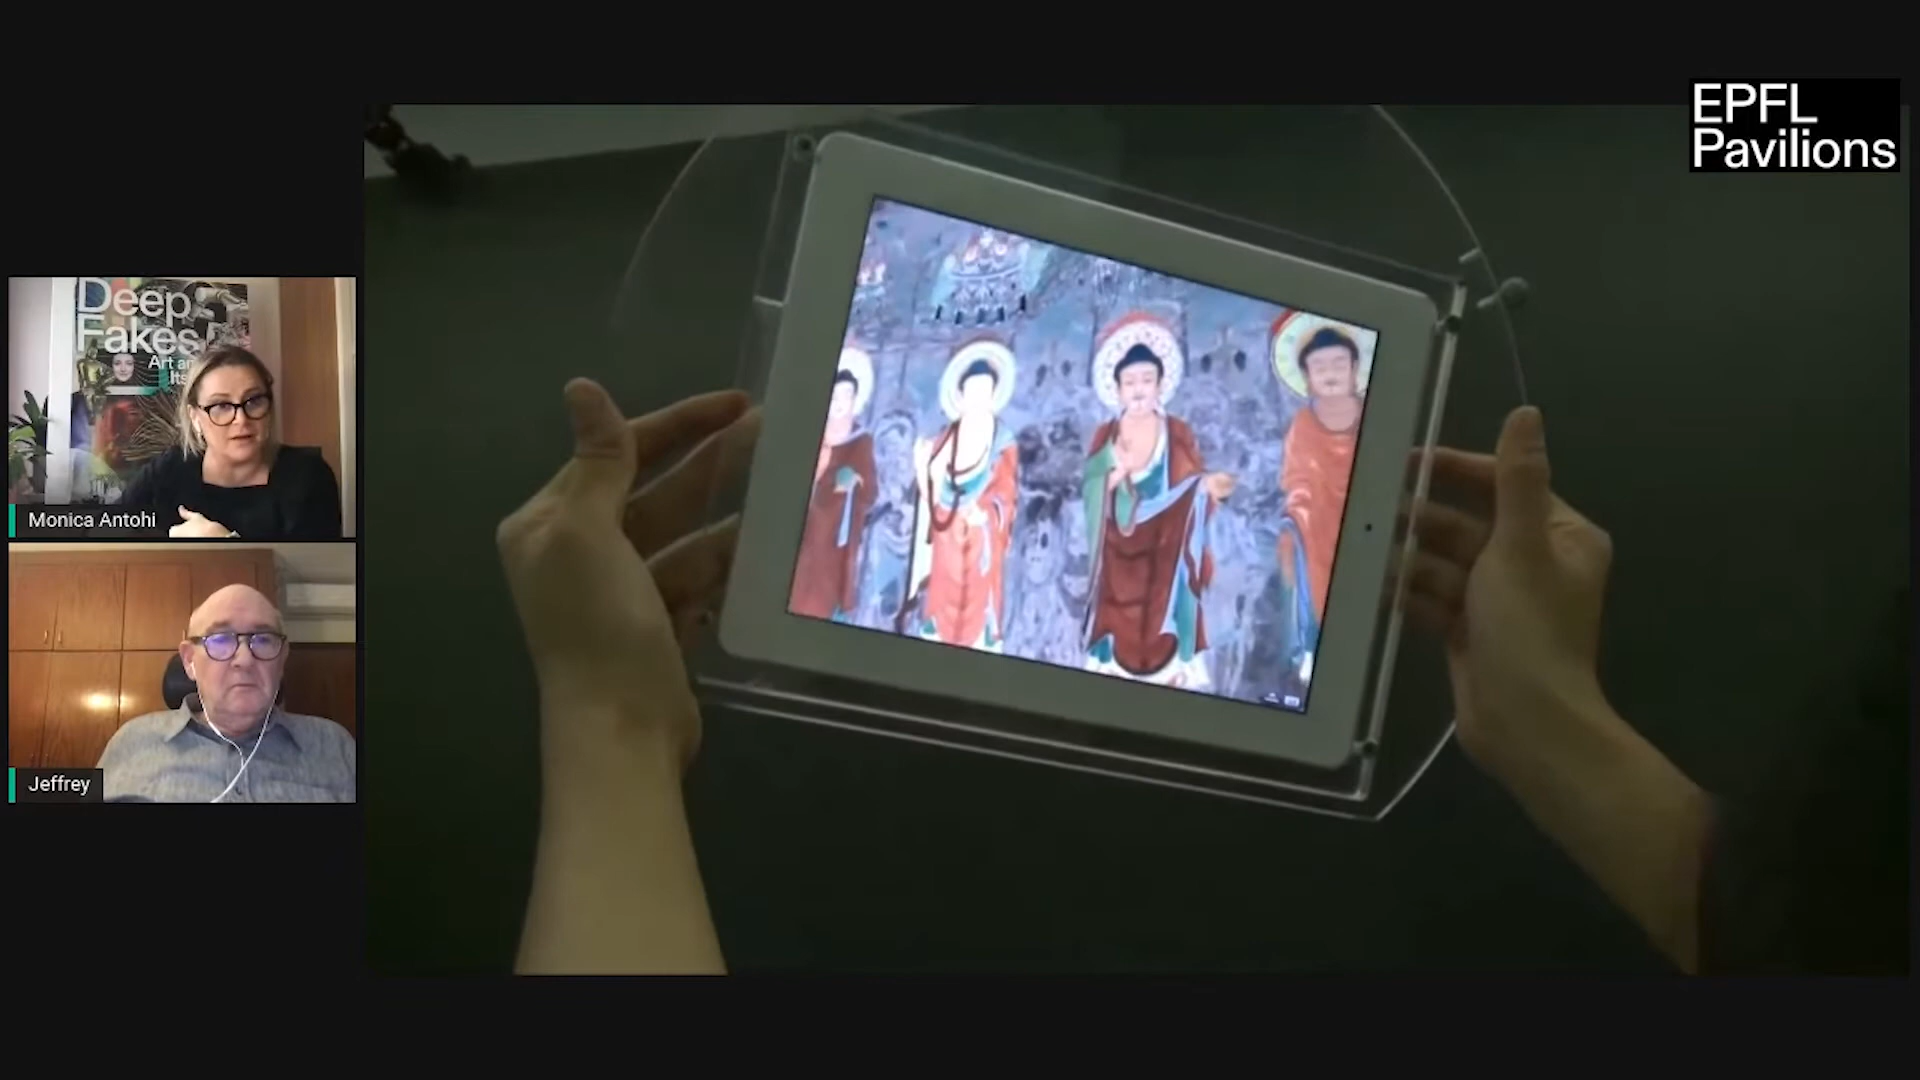 EPFL
Pavilions
Deep
Fakes
Art an
Its
Monica Antohi
Jeffrey